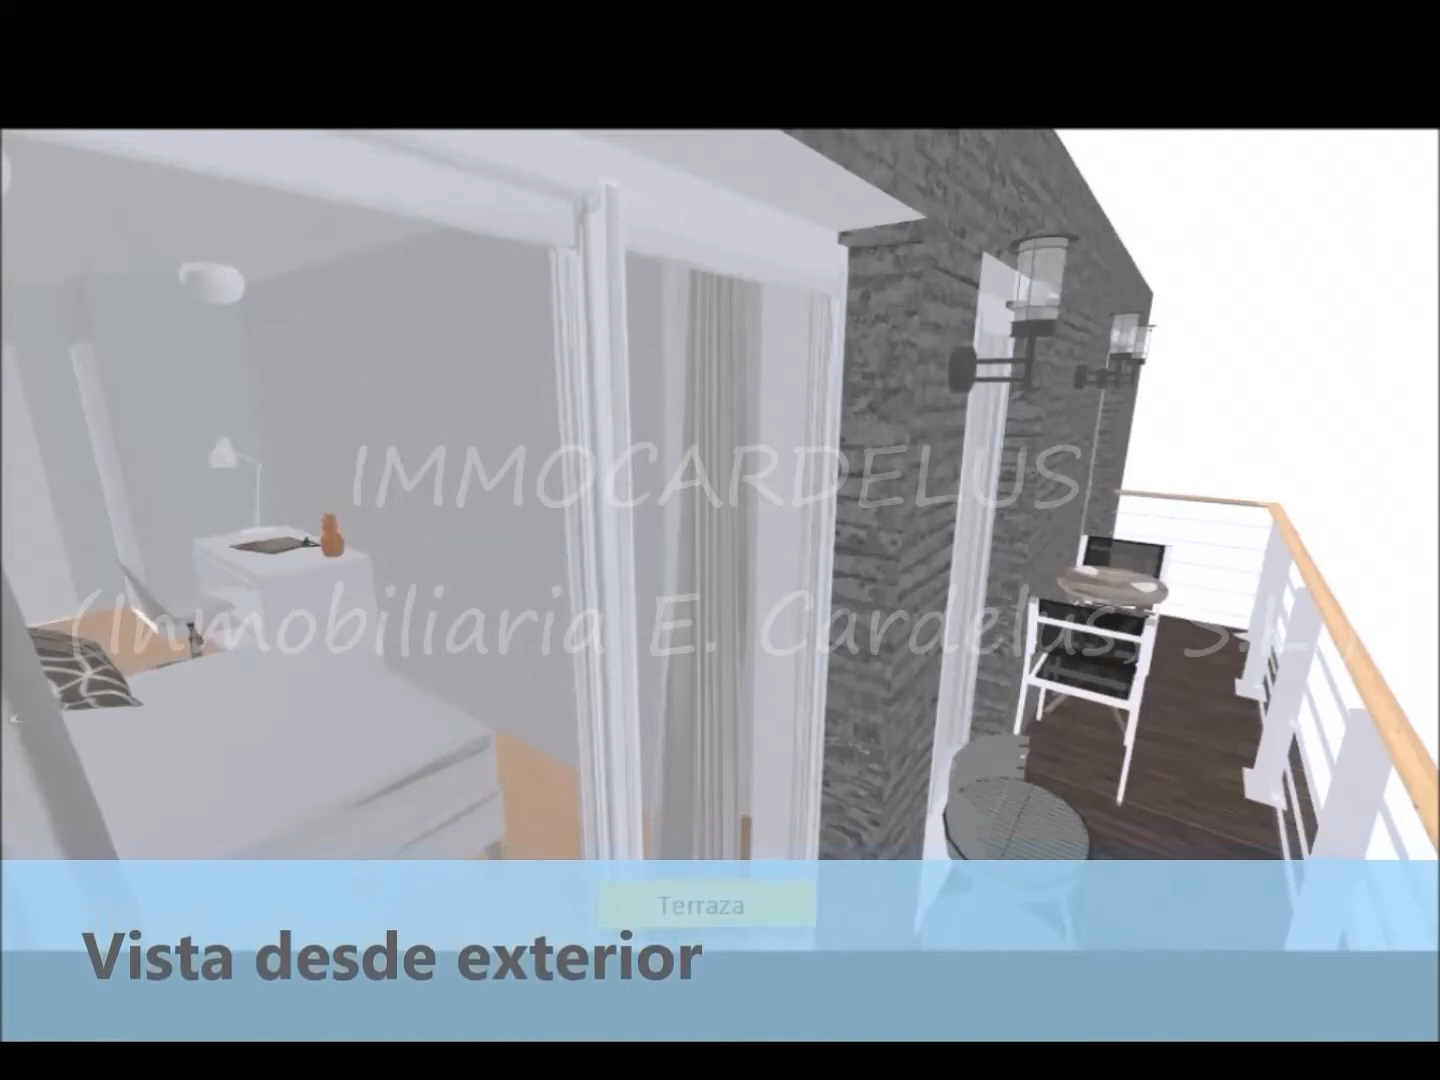 IMMOCARDELUS
(Inmobiliaria E. Cardelus, S.L.)
Terraza
Vista desde exterior